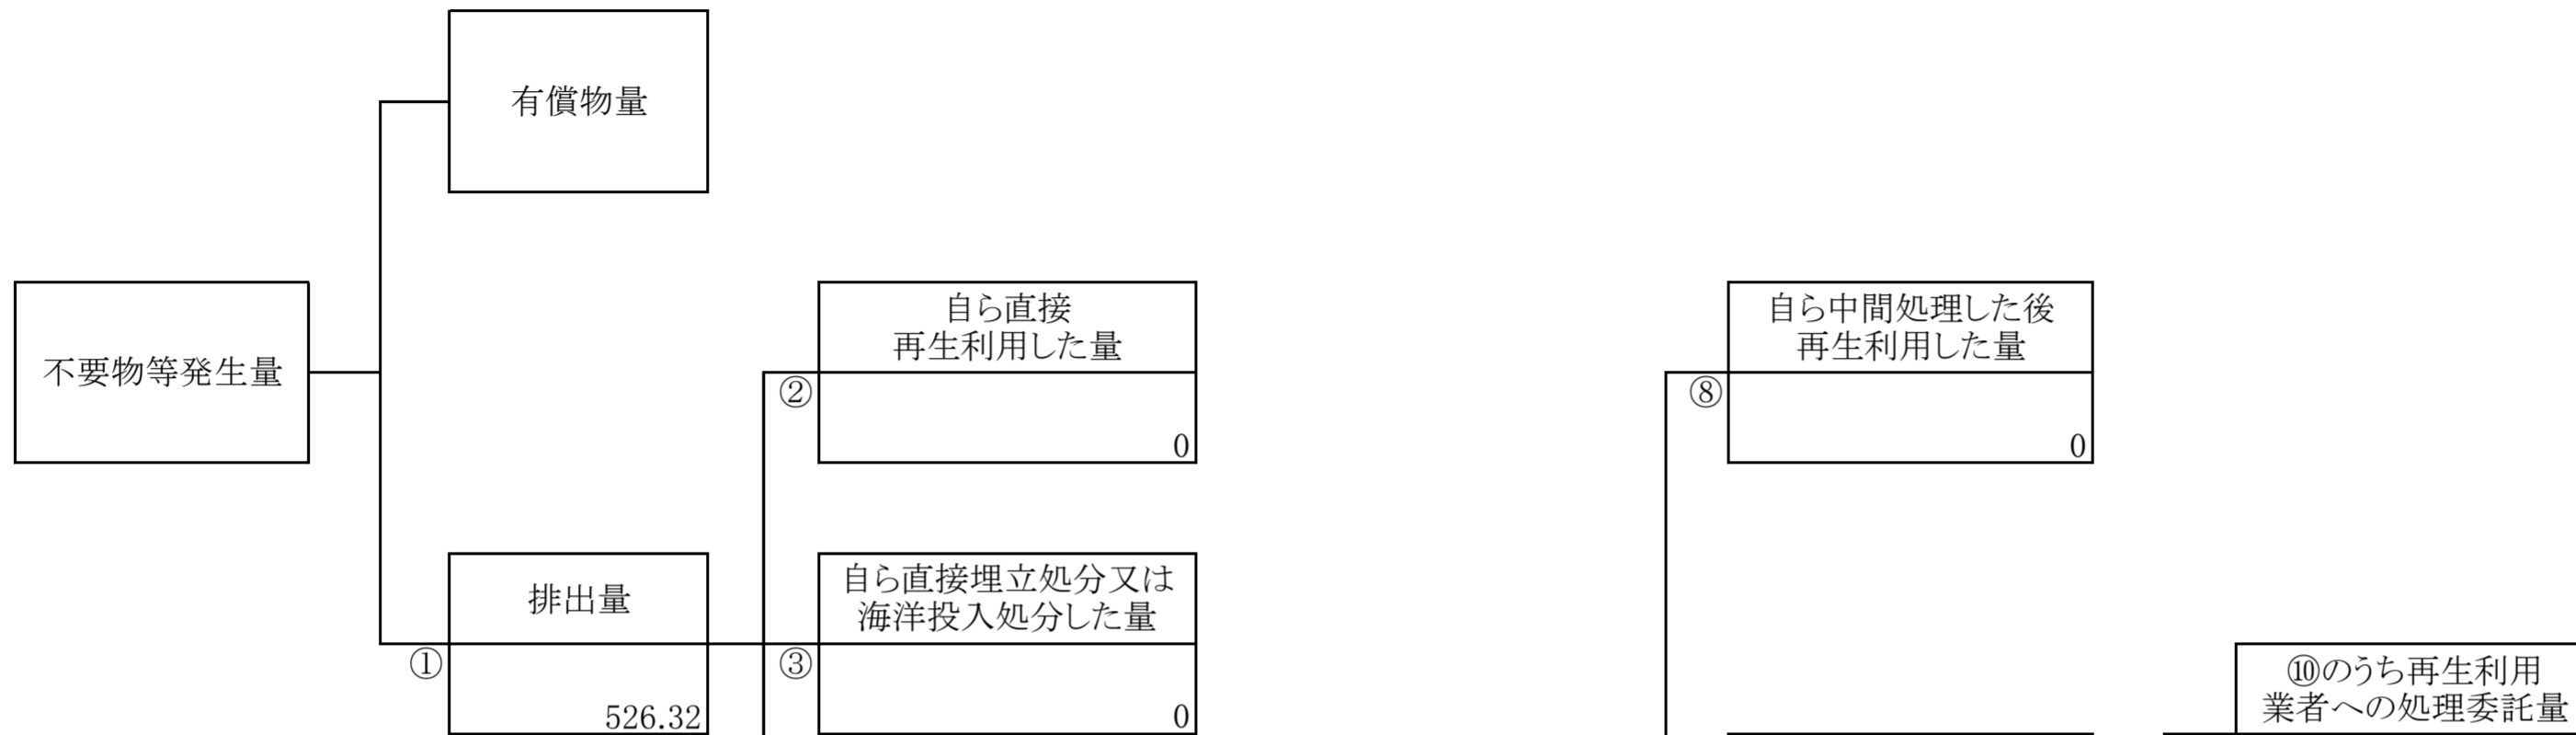 有償物量
不要物等発生量
自ら直接
再生利用した量
②
0
自ら中間処理した後
再生利用した量
⑧
0
排出量
①
526.32
自ら直接埋立処分又は
海洋投入処分した量
③
0
⑩のうち再生利用
業者への処理委託量